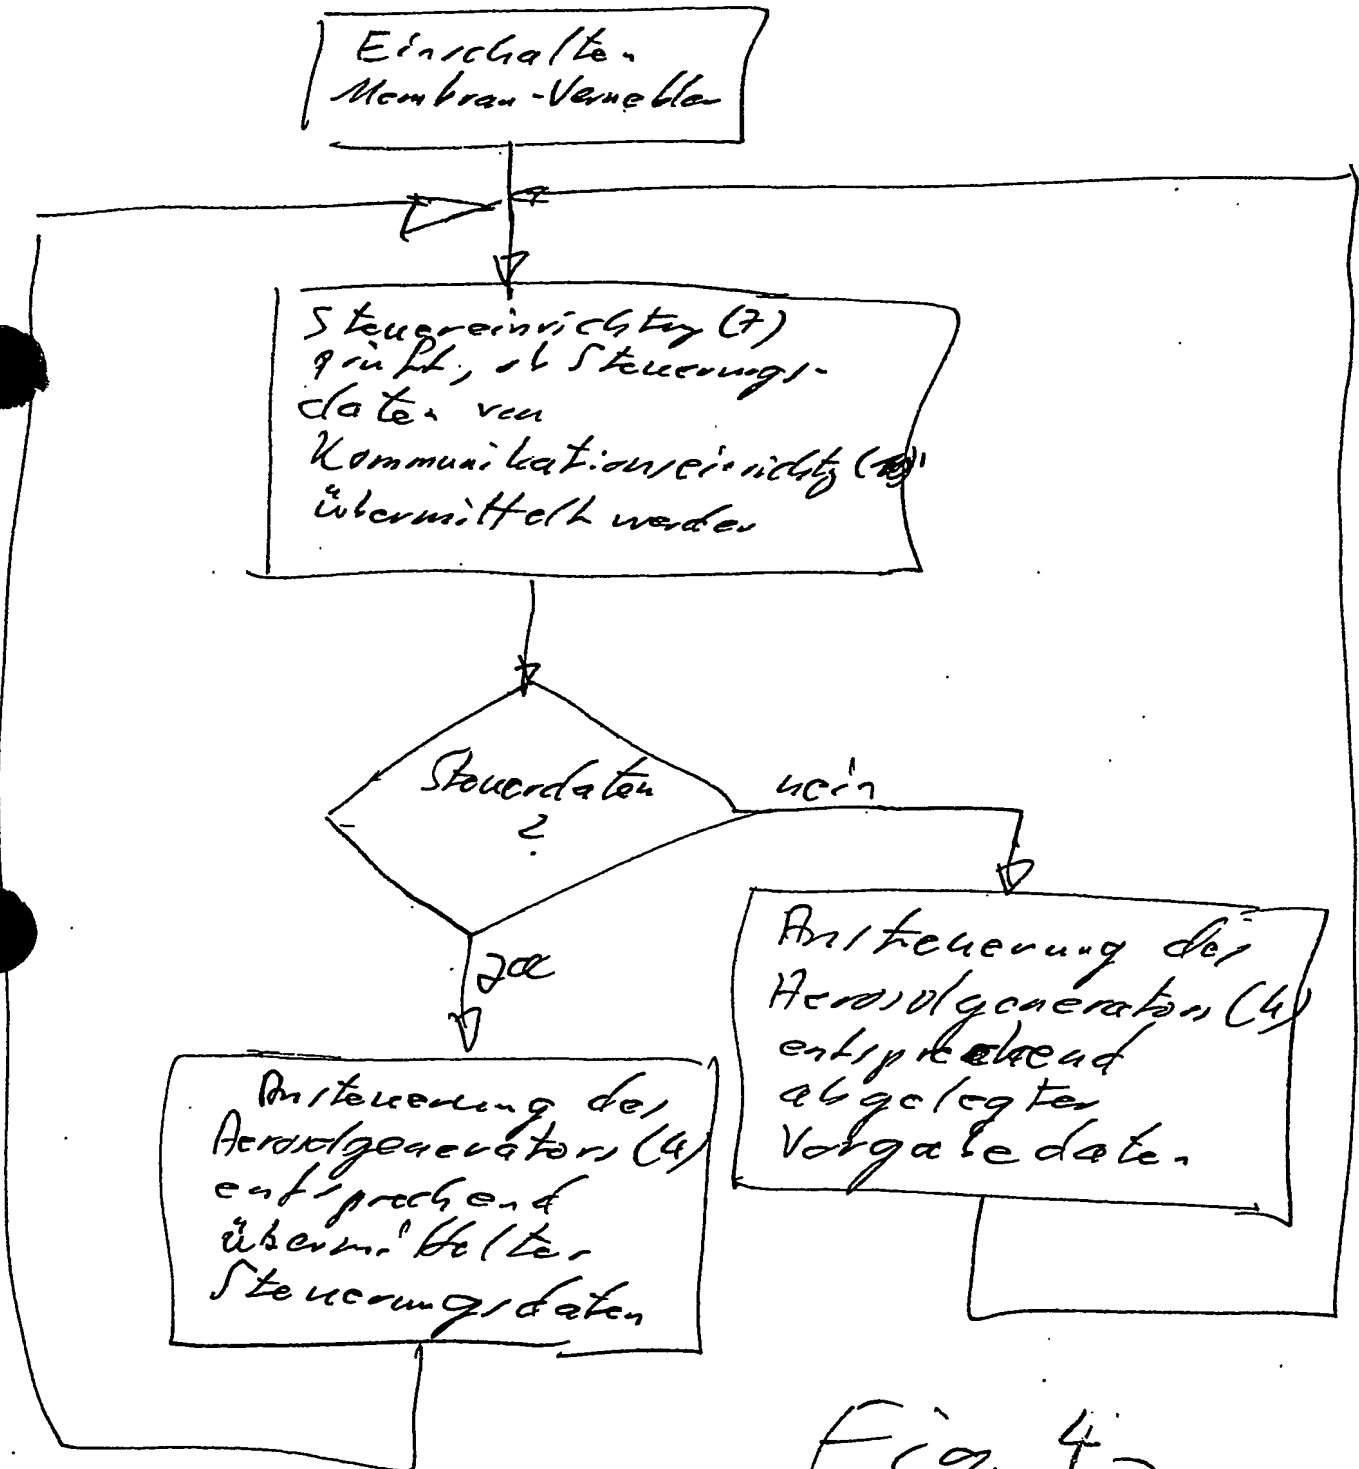 Einschalten
Membran-Vernebler
Steuereinrichtung (7)
prüft, ob Steuerungs-
daten von
Kommunikationseinrichtg
übermittelt werden
Steuerdaten
?
nein
ja
Ansteuerung des
Aerosolgenerators (4)
entsprechend
abgelegter
Vorgabedaten
Ansteuerung des
Aerosolgenerators (4)
entsprechend
übermittelter
Steuerungsdaten
Fig. 4